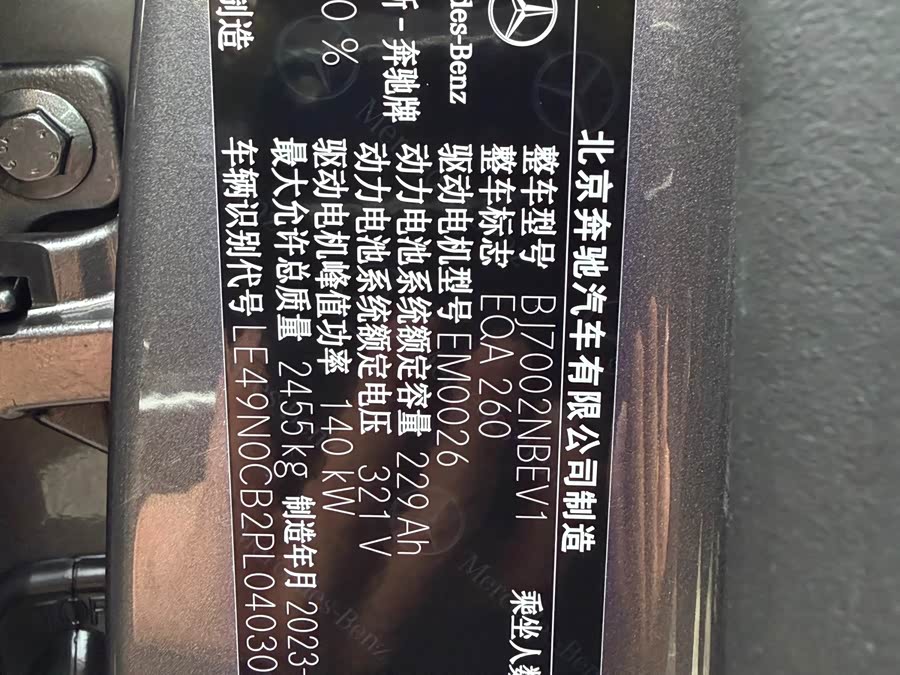 北京奔驰汽车有限公司制造
des-Benz
整车型号 BJ7002NBEV1 乘坐人数
整车标志 EQA 260
-奔驰牌
驱动电机型号 EM0026
动力电池系统额定容量 229Ah
0 %
动力电池系统额定电压 321V
驱动电机峰值功率 140 kW
最大允许总质量 2455kg 制造年月 2023-
制造
车辆识别代号 LE49N0CB2PL04030